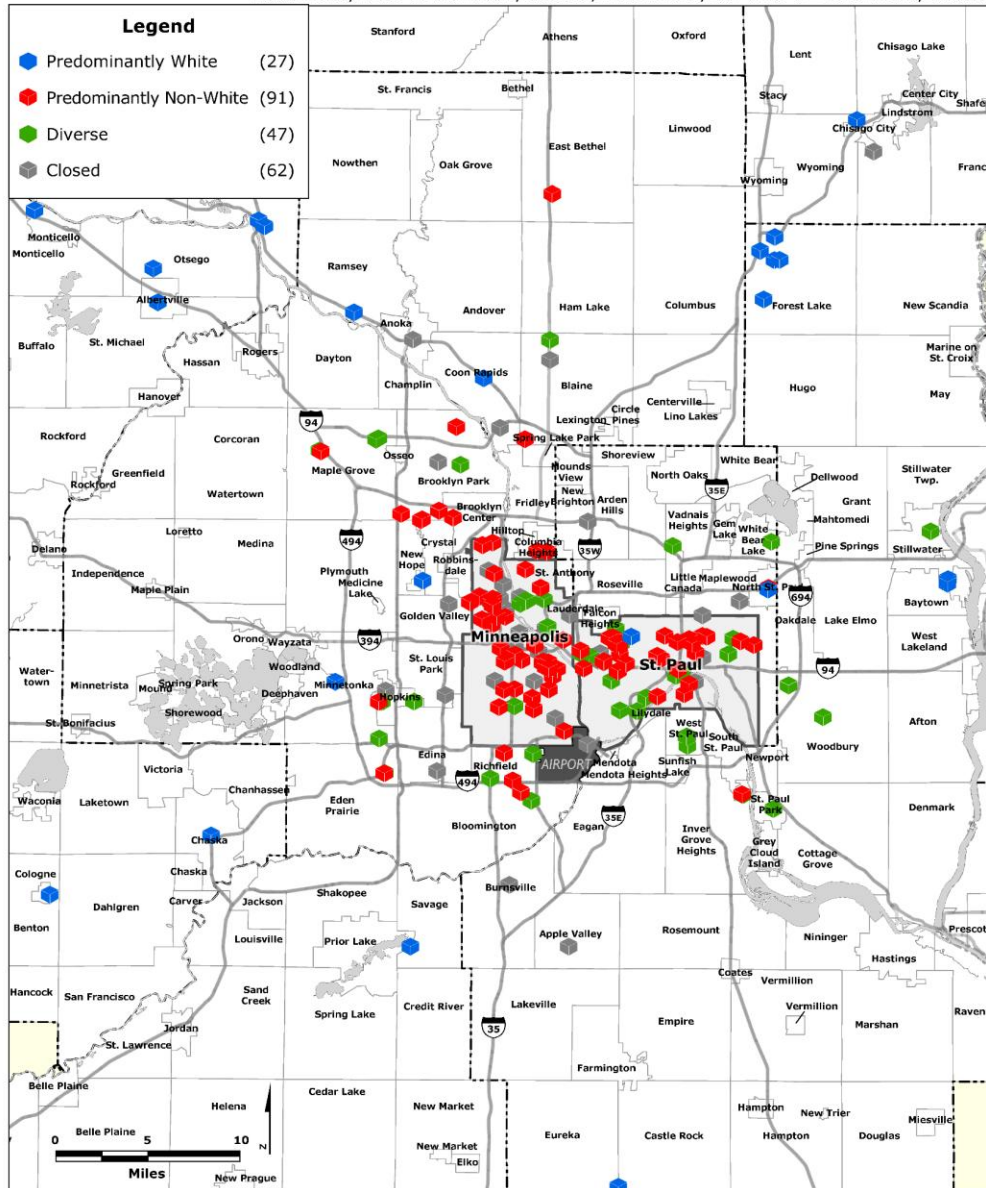 Legend
Predominantly White (27)
Predominantly Non-White (91)
Diverse (47)
Closed (62)
Stanford
Athens
Oxford
Lent
Chisago Lake
St. Francis
Bethel
Stacy
Center City
Lindstrom
Shafe
Chisago City
Linwood
East Bethel
Nowthen
Oak Grove
Wyoming
Wyoming
Franc
Monticello
Monticello
Otsego
Ramsey
Albertville
Andover
Ham Lake
Columbus
Forest Lake
New Scandia
Anoka
Buffalo
St. Michael
Hassan
Rogers
Dayton
Marine on
St. Croix
Coon Rapids
Champlin
Blaine
Hugo
May
Hanover
Centerville
Lino Lakes
Circle
Pines
Lexington
94
Rockford
Corcoran
Spring Lake Park
Shoreview
Osseo
Maple Grove
Greenfield
Rockford
Mounds
View
North Oaks
White Bear
Dellwood
Stillwater
Twp.
Brooklyn Park
35E
Watertown
New
Brighton
Arden
Hills
Grant
Brooklyn
Center
Fridley
Vadnais
Heights
Gem
Lake
White
Bear
Lake
Mahtomedi
Loretto
Medina
494
Crystal
Hilltop
Columbia
Heights
35W
Pine Springs
Stillwater
Delano
New
Hope
Robbins-
dale
Independence
Plymouth
Medicine
Lake
St. Anthony
Roseville
Little
Canada
Maplewood
North St. Paul
694
Maple Plain
Baytown
Golden Valley
Lauderdale
Falcon
Heights
Oakdale
Lake Elmo
394
Minneapolis
Orono
Wayzata
Woodland
St. Louis
Park
St. Paul
West
Lakeland
94
Water-
town
Minnetrista
Mound
Spring Park
Deephaven
Minnetonka
Hopkins
Shorewood
St. Bonifacius
Lilydale
West
St. Paul
South
St. Paul
Afton
Woodbury
Edina
Richfield
AIRPORT
Mendota
Mendota Heights
Sunfish
Lake
Newport
Victoria
494
Waconia
Laketown
Chanhassen
Eden
Prairie
St. Paul
Park
Denmark
Bloomington
Eagan
35E
Inver
Grove
Heights
Grey
Cloud
Island
Cottage
Grove
Chaska
Chaska
Cologne
Carver
Dahlgren
Jackson
Shakopee
Burnsville
Savage
Benton
Louisville
Prior Lake
Apple Valley
Rosemount
Nininger
Prescot
Hastings
Coates
Vermillion
Vermillion
Hancock
San Francisco
Sand
Creek
Spring Lake
Credit River
Lakeville
Empire
Marshan
Raven
Jordan
35
St. Lawrence
Farmington
Belle Plaine
Cedar Lake
Helena
New Market
Hampton
New Trier
Miesville
0 5 10
Belle Plaine
Miles
N
New Market
Elko
Eureka
Castle Rock
Hampton
Douglas
New Prague